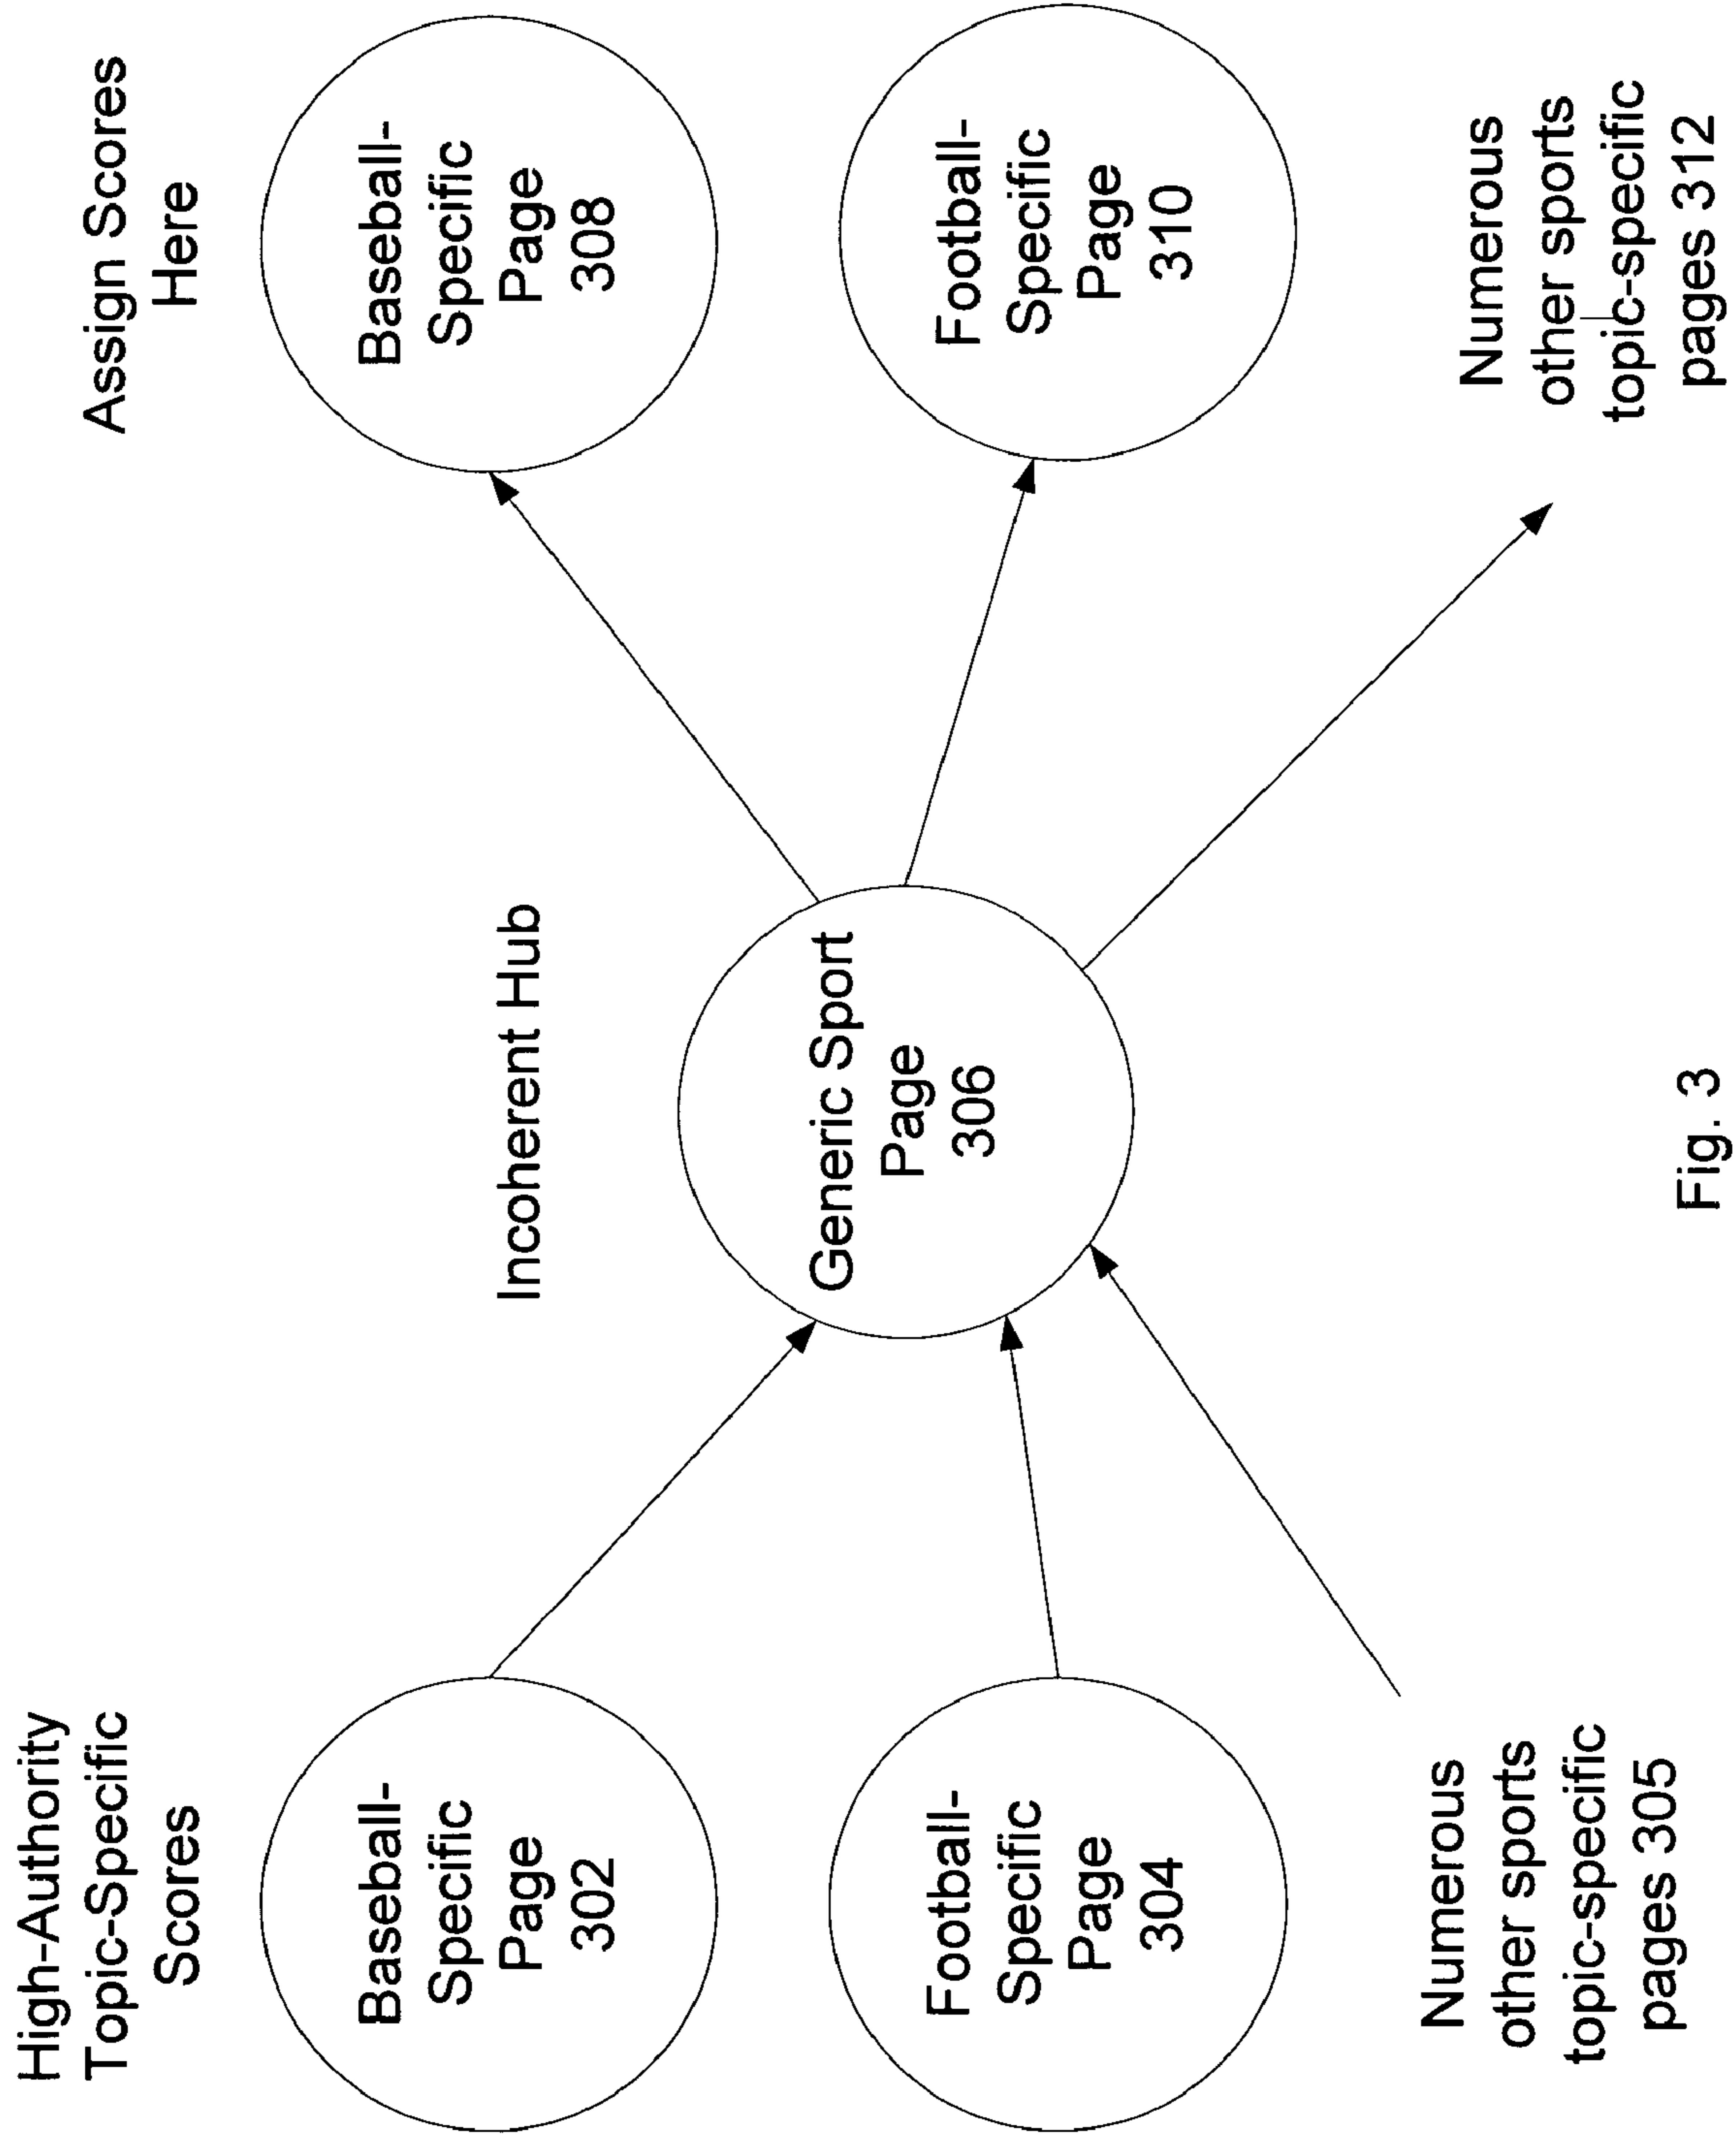 High-Authority
Topic-Specific
Scores
Baseball-
Specific
Page
302
Football-
Specific
Page
304
Numerous
other sports
topic-specific
pages 305
Incoherent Hub
Generic Sport
Page
306
Assign Scores
Here
Baseball-
Specific
Page
308
Football-
Specific
Page
310
Numerous
other sports
topic-specific
pages 312
Fig. 3